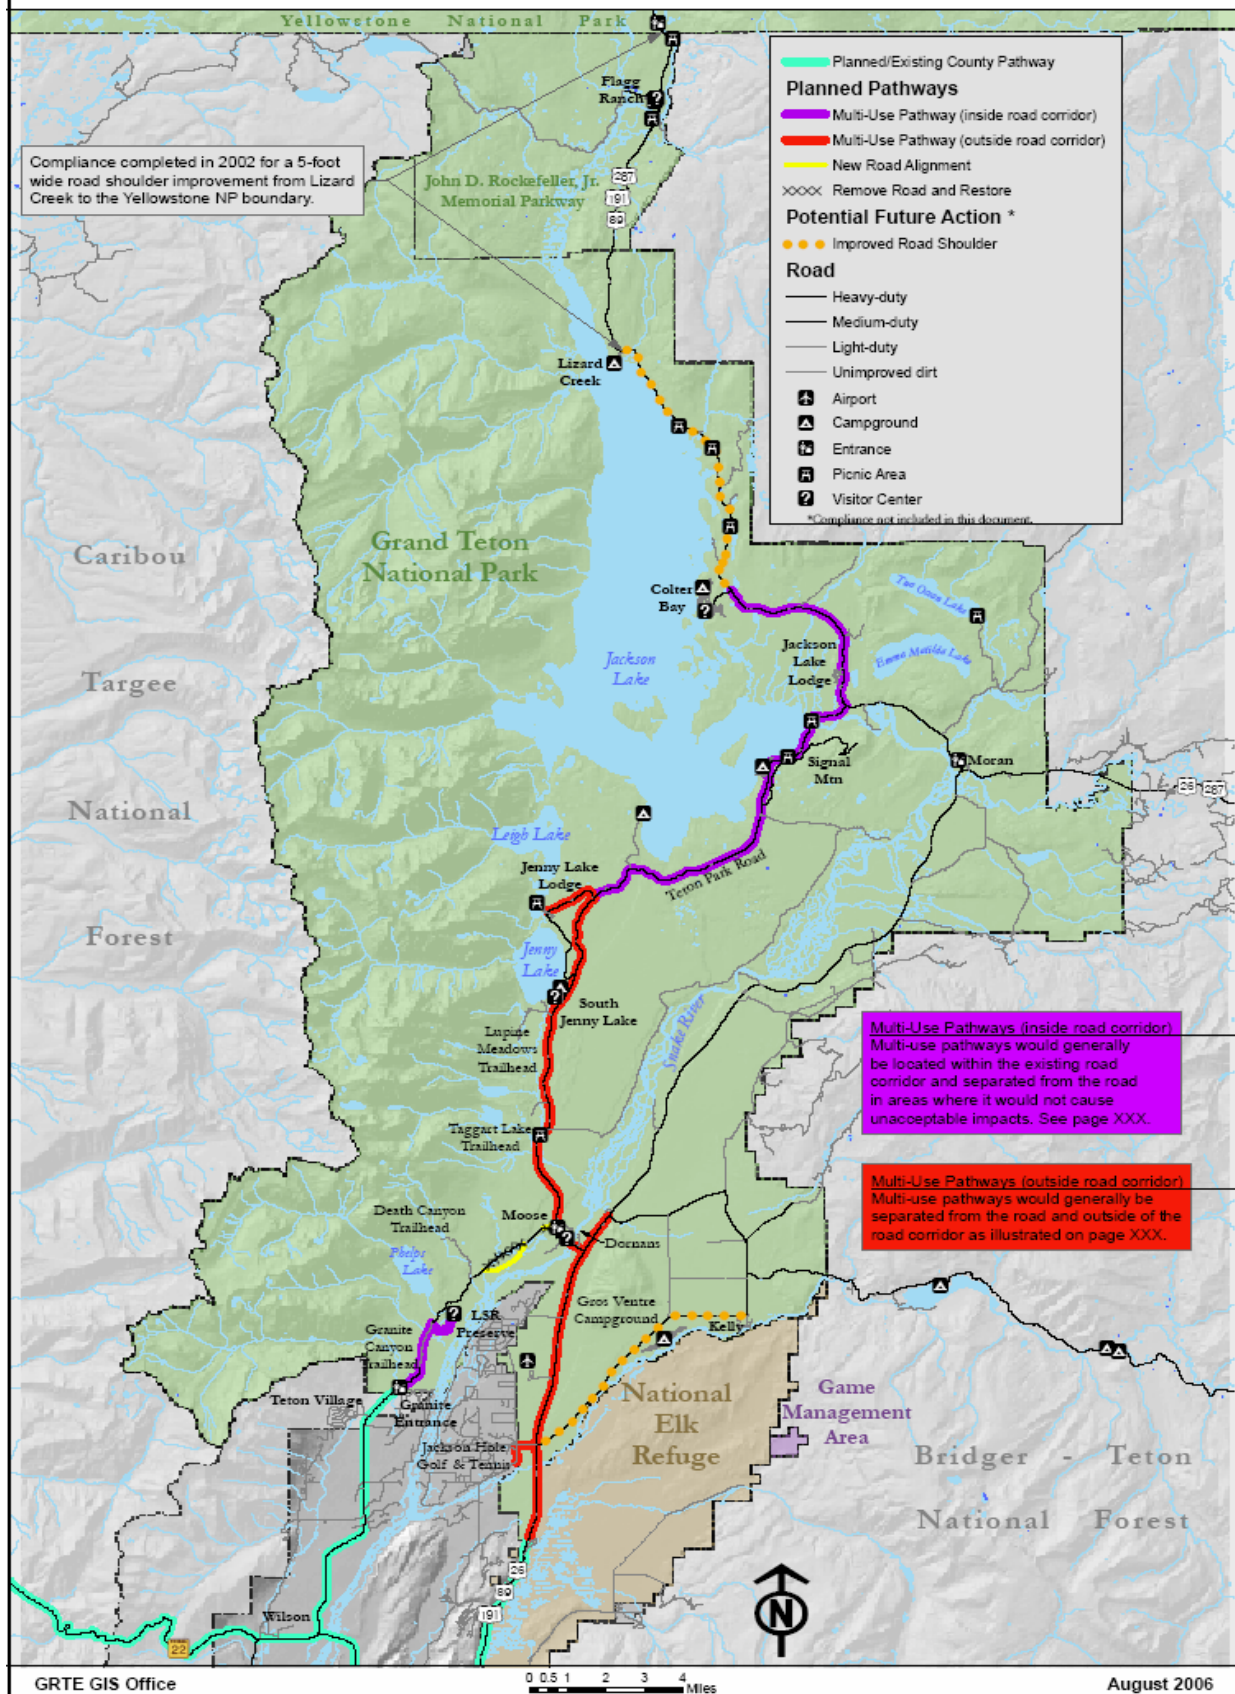 Yellowstone National Park
Planned/Existing County Pathway
Planned Pathways
Multi-Use Pathway (inside road corridor)
Multi-Use Pathway (outside road corridor)
New Road Alignment
Remove Road and Restore
Potential Future Action *
Improved Road Shoulder
Road
Heavy-duty
Medium-duty
Light-duty
Unimproved dirt
Airport
Campground
Entrance
Picnic Area
Visitor Center
*Compliance not included in this document.
Flagg
Ranch
Compliance completed in 2002 for a 5-foot
wide road shoulder improvement from Lizard
Creek to the Yellowstone NP boundary.
John D. Rockefeller, Jr.
Memorial Parkway
287
191
89
Lizard
Creek
Grand Teton
National Park
Caribou
Targee
National
Forest
Colter
Bay
Two Ocean Lake
Emma Matilda Lake
Jackson
Lake
Lodge
Jackson
Lake
Signal
Mtn
Moran
26
287
Leigh Lake
Jenny Lake
Lodge
Teton Park Road
Jenny
Lake
South
Jenny Lake
Lupine
Meadows
Trailhead
Snake River
Multi-Use Pathways (inside road corridor)
Multi-use pathways would generally
be located within the existing road
corridor and separated from the road
in areas where it would not cause
unacceptable impacts. See page XXX.
Taggart Lake
Trailhead
Multi-Use Pathways (outside road corridor)
Multi-use pathways would generally be
separated from the road and outside of the
road corridor as illustrated on page XXX.
Death Canyon
Trailhead
Moose
Dornans
Phelps
Lake
LSR
Preserve
Gros Ventre
Campground
Kelly
Granite
Canyon
Trailhead
Teton Village
Granite
Entrance
National
Elk
Refuge
Game
Management
Area
Jackson Hole
Golf & Tennis
Bridger - Teton
National Forest
26
89
191
Wilson
22
N
GRTE GIS Office
0 0.5 1 2 3 4
Miles
August 2006